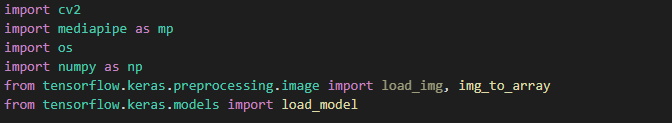 import cv2
import mediapipe as mp
import os
import numpy as np
from tensorflow.keras.preprocessing.image import load_img, img_to_array
from tensorflow.keras.models import load_model